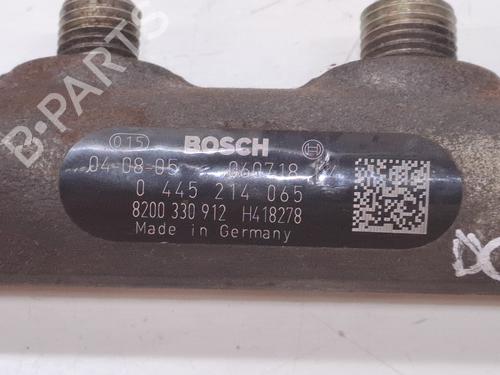 B-PARTS
015 BOSCH
04-08-05 060718
0 445 214 065
8200 330 912 H418278
Made in Germany